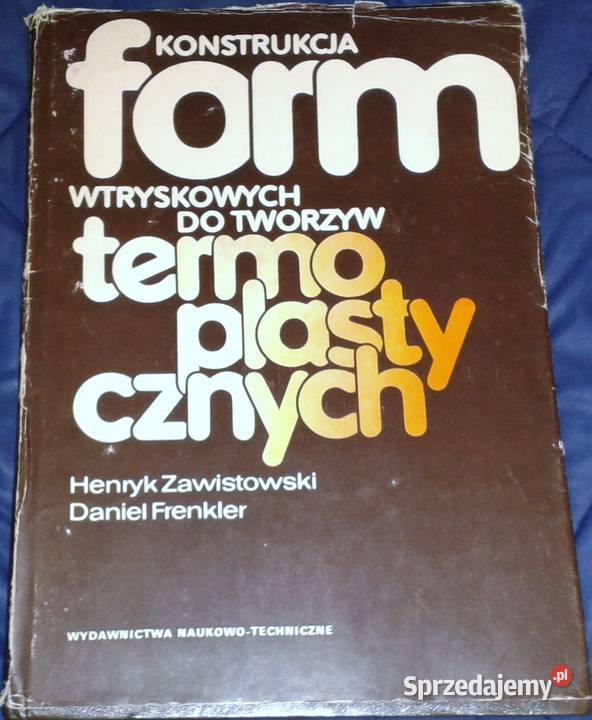 KONSTRUKCJA
form
WTRYSKOWYCH
DO TWORZYW
termo
plasty
cznych
Henryk Zawistowski
Daniel Frenkler
WYDAWNICTWA NAUKOWO-TECHNICZNE
Sprzedajemy.pl